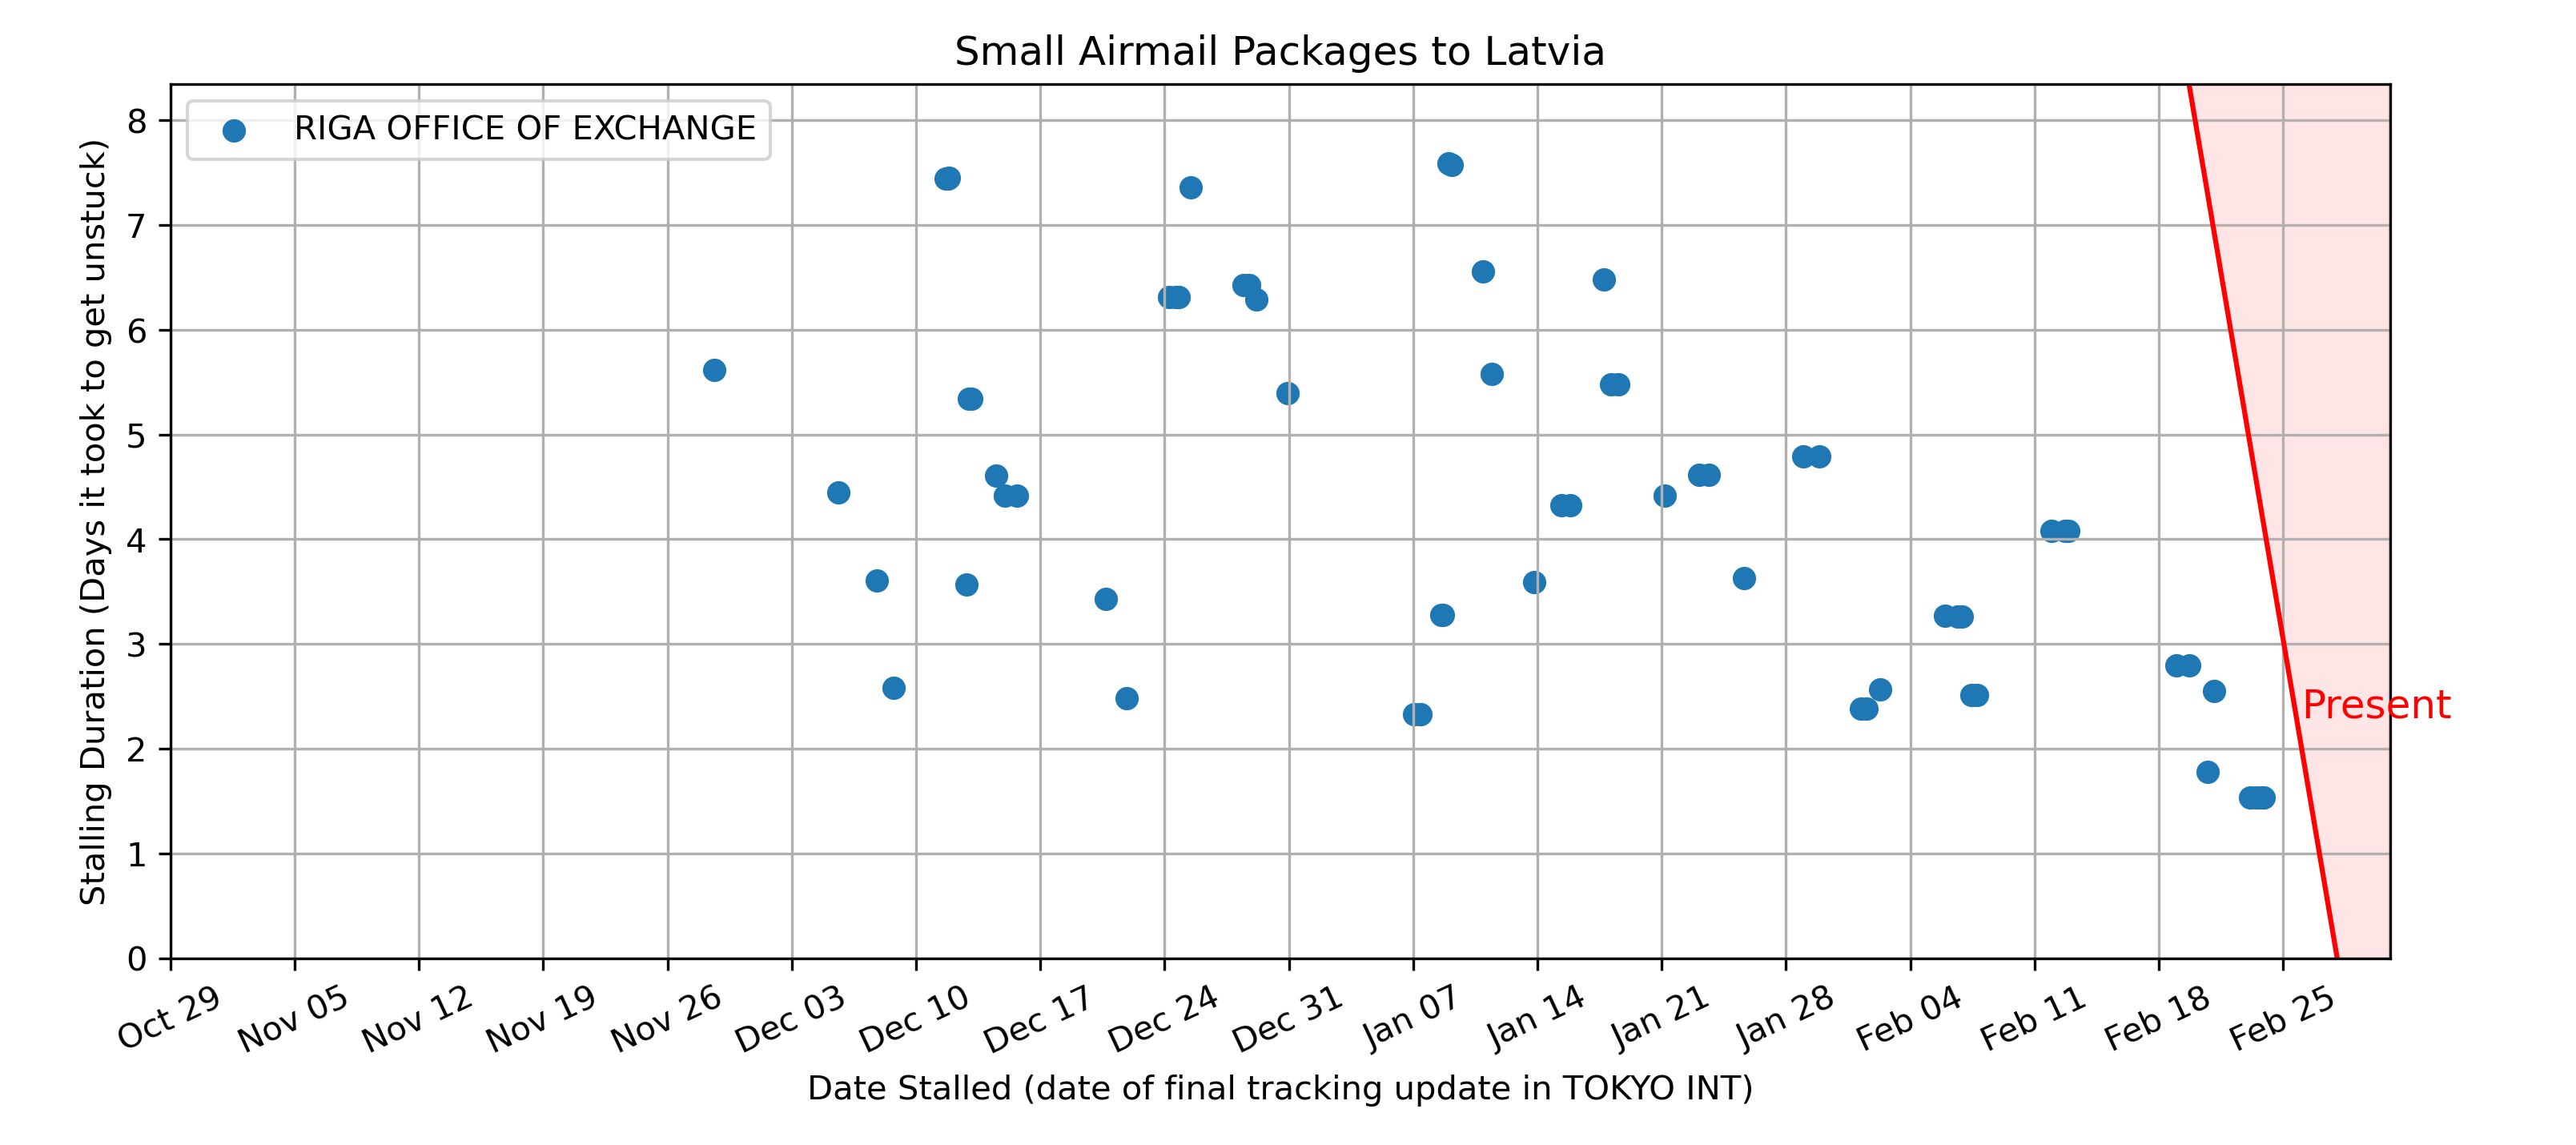 Small Airmail Packages to Latvia
RIGA OFFICE OF EXCHANGE
Stalling Duration (Days it took to get unstuck)
8
7
6
5
4
3
2
1
0
Present
Oct 29
Nov 05
Nov 12
Nov 19
Nov 26
Dec 03
Dec 10
Dec 17
Dec 24
Dec 31
Jan 07
Jan 14
Jan 21
Jan 28
Feb 04
Feb 11
Feb 18
Feb 25
Date Stalled (date of final tracking update in TOKYO INT)